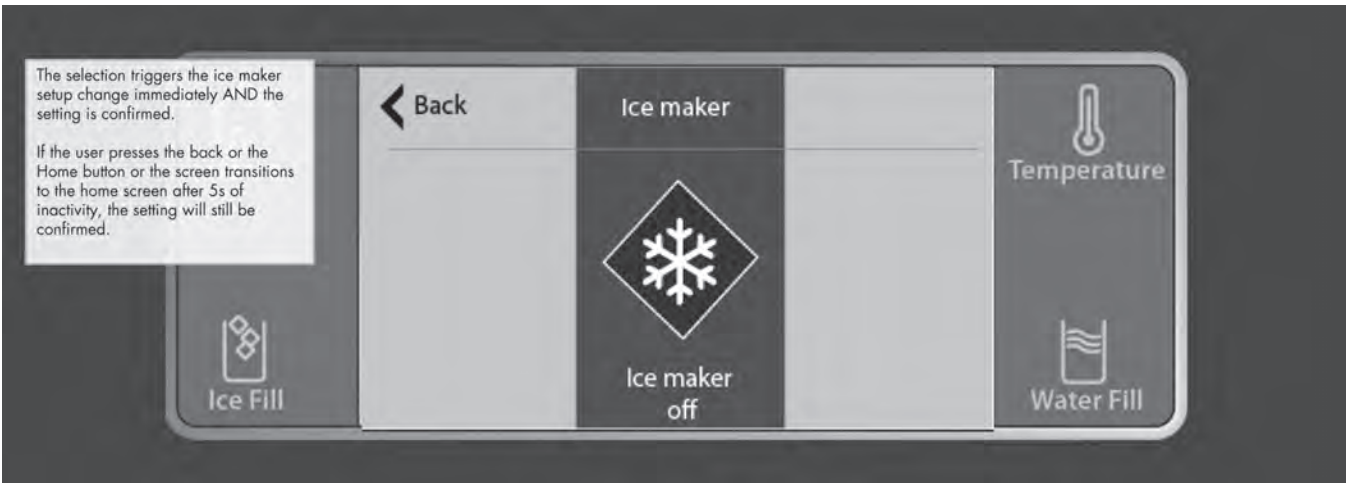 The selection triggers the ice maker
setup change immediately AND the
setting is confirmed.
If the user presses the back or the
Home button or the screen transitions
to the home screen after 5s of
inactivity, the setting will still be
confirmed.
Back
Ice maker
Temperature
Ice maker
off
Ice Fill
Water Fill